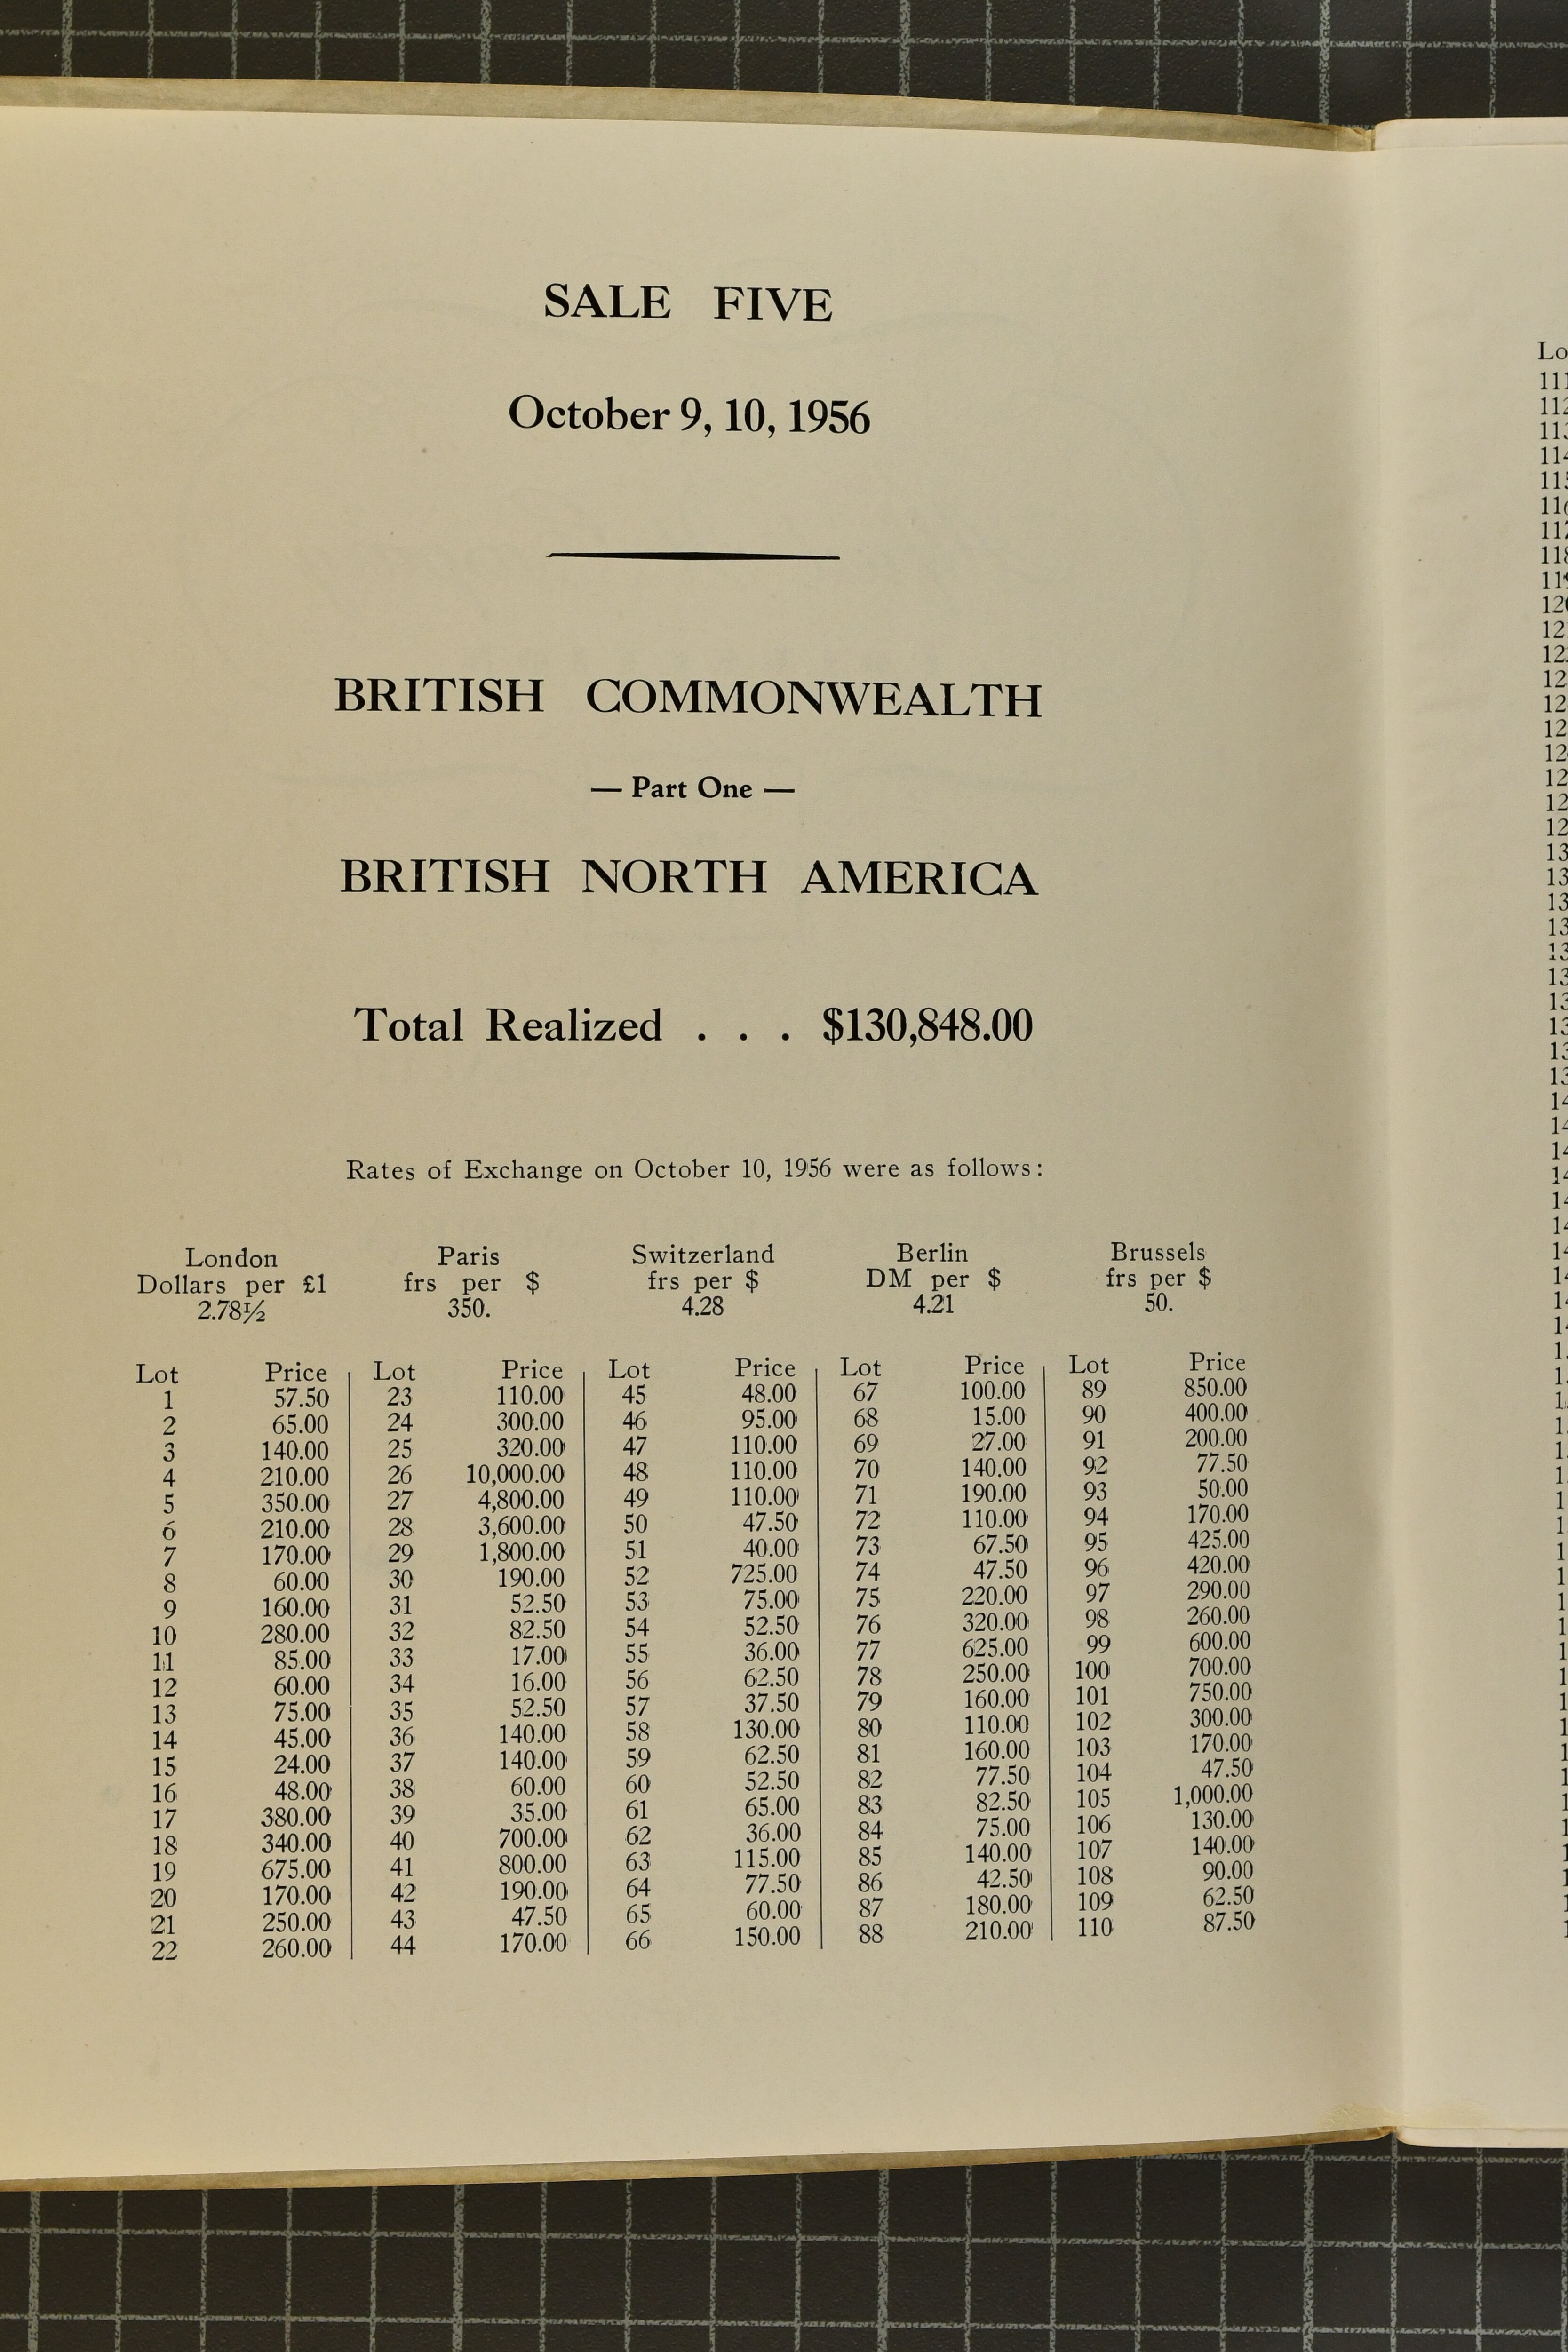 SALE FIVE
October 9, 10, 1956
BRITISH COMMONWEALTH
— Part One —
BRITISH NORTH AMERICA
Total Realized . . . $130,848.00
Rates of Exchange on October 10, 1956 were as follows:
London Paris Switzerland Berlin Brussels
Dollars per £1 frs per $ frs per $ DM per $ frs per $
2.78½ 350. 4.28 4.21 50.
Lot Price Lot Price Lot Price Lot Price Lot Price
1 57.50 23 110.00 45 48.00 67 100.00 89 850.00
2 65.00 24 300.00 46 95.00 68 15.00 90 400.00
3 140.00 25 320.00 47 110.00 69 27.00 91 200.00
4 210.00 26 10,000.00 48 110.00 70 140.00 92 77.50
5 350.00 27 4,800.00 49 110.00 71 190.00 93 50.00
6 210.00 28 3,600.00 50 47.50 72 110.00 94 170.00
7 170.00 29 1,800.00 51 40.00 73 67.50 95 425.00
8 60.00 30 190.00 52 725.00 74 47.50 96 420.00
9 160.00 31 52.50 53 75.00 75 220.00 97 290.00
10 280.00 32 82.50 54 52.50 76 320.00 98 260.00
11 85.00 33 17.00 55 36.00 77 625.00 99 600.00
12 60.00 34 16.00 56 62.50 78 250.00 100 700.00
13 75.00 35 52.50 57 37.50 79 160.00 101 750.00
14 45.00 36 140.00 58 130.00 80 110.00 102 300.00
15 24.00 37 140.00 59 62.50 81 160.00 103 170.00
16 48.00 38 60.00 60 52.50 82 77.50 104 47.50
17 380.00 39 35.00 61 65.00 83 82.50 105 1,000.00
18 340.00 40 700.00 62 36.00 84 75.00 106 130.00
19 675.00 41 800.00 63 115.00 85 140.00 107 140.00
20 170.00 42 190.00 64 77.50 86 42.50 108 90.00
21 250.00 43 47.50 65 60.00 87 180.00 109 62.50
22 260.00 44 170.00 66 150.00 88 210.00 110 87.50